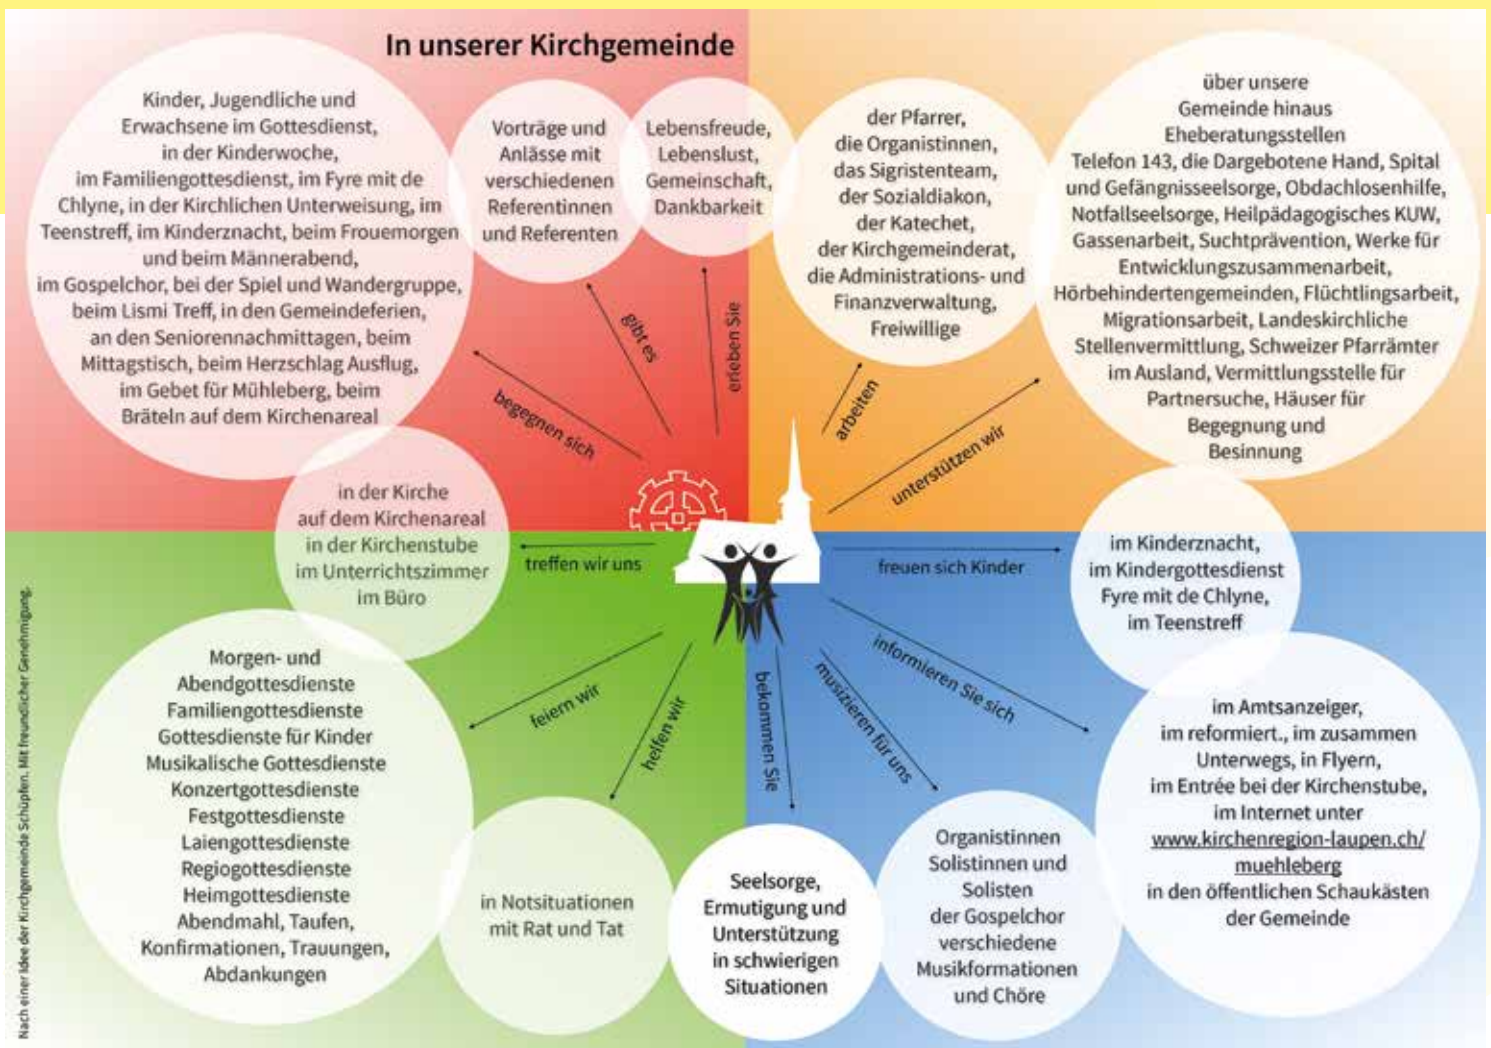 In unserer Kirchgemeinde
Kinder, Jugendliche und
Erwachsene im Gottesdienst,
in der Kinderwoche,
im Familiengottesdienst, im Fyre mit de
Chlyne, in der Kirchlichen Unterweisung, im
Teenstreff, im Kinderznacht, beim Frouemorgen
und beim Männerabend,
im Gospelchor, bei der Spiel und Wandergruppe,
beim Lismi Treff, in den Gemeindeferien,
an den Seniorennachmittagen, beim
Mittagstisch, beim Herzschlag Ausflug,
im Gebet für Mühleberg, beim
Bräteln auf dem Kirchenareal
Vorträge und
Anlässe mit
verschiedenen
Referentinnen
und Referenten
Lebensfreude,
Lebenslust,
Gemeinschaft,
Dankbarkeit
der Pfarrer,
die Organistinnen,
das Sigristenteam,
der Sozialdiakon,
der Katechet,
der Kirchgemeinderat,
die Administrations- und
Finanzverwaltung,
Freiwillige
über unsere
Gemeinde hinaus
Eheberatungsstellen
Telefon 143, die Dargebotene Hand, Spital
und Gefängnisseelsorge, Obdachlosenhilfe,
Notfallseelsorge, Heilpädagogisches KUW,
Gassenarbeit, Suchtprävention, Werke für
Entwicklungszusammenarbeit,
Hörbehindertengemeinden, Flüchtlingsarbeit,
Migrationsarbeit, Landeskirchliche
Stellenvermittlung, Schweizer Pfarrämter
im Ausland, Vermittlungsstelle für
Partnersuche, Häuser für
Begegnung und
Besinnung
begegnen sich
gibt es
erleben Sie
arbeiten
unterstützen wir
in der Kirche
auf dem Kirchenareal
in der Kirchenstube
im Unterrichtszimmer
im Büro
treffen wir uns
freuen sich Kinder
im Kinderznacht,
im Kindergottesdienst
Fyre mit de Chlyne,
im Teenstreff
feiern wir
helfen wir
bekommen Sie
musizieren für uns
informieren Sie sich
Morgen- und
Abendgottesdienste
Familiengottesdienste
Gottesdienste für Kinder
Musikalische Gottesdienste
Konzertgottesdienste
Festgottesdienste
Laiengottesdienste
Regiogottesdienste
Heimgottesdienste
Abendmahl, Taufen,
Konfirmationen, Trauungen,
Abdankungen
in Notsituationen
mit Rat und Tat
Seelsorge,
Ermutigung und
Unterstützung
in schwierigen
Situationen
Organistinnen
Solistinnen und
Solisten
der Gospelchor
verschiedene
Musikformationen
und Chöre
im Amtsanzeiger,
im reformiert., im zusammen
Unterwegs, in Flyern,
im Entrée bei der Kirchenstube,
im Internet unter
www.kirchenregion-laupen.ch/
muehleberg
in den öffentlichen Schaukästen
der Gemeinde
Nach einer Idee der Kirchgemeinde Schüpfen. Mit freundlicher Genehmigung.